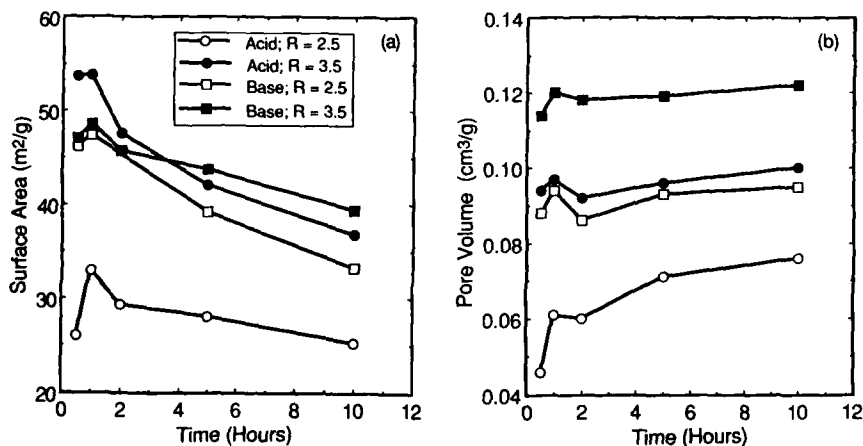 60
50
40
30
20
Surface Area (m2/g)
(a)
Acid; R = 2.5
Acid; R = 3.5
Base; R = 2.5
Base; R = 3.5
0 2 4 6 8 10 12
Time (Hours)
0.14
0.12
0.10
0.08
0.06
0.04
Pore Volume (cm3/g)
(b)
0 2 4 6 8 10 12
Time (Hours)